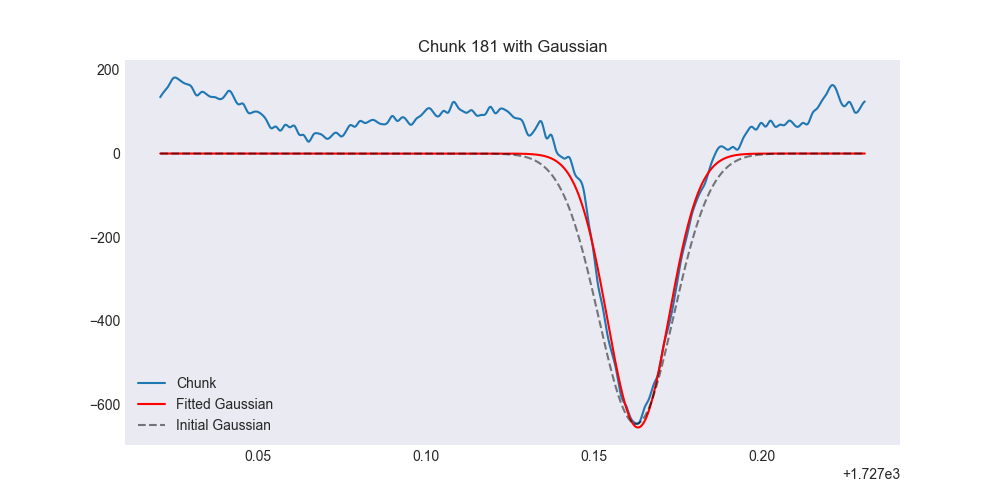 Chunk 181 with Gaussian
200
0
−200
−400
−600
Chunk
Fitted Gaussian
Initial Gaussian
0.05 0.10 0.15 0.20
+1.727e3